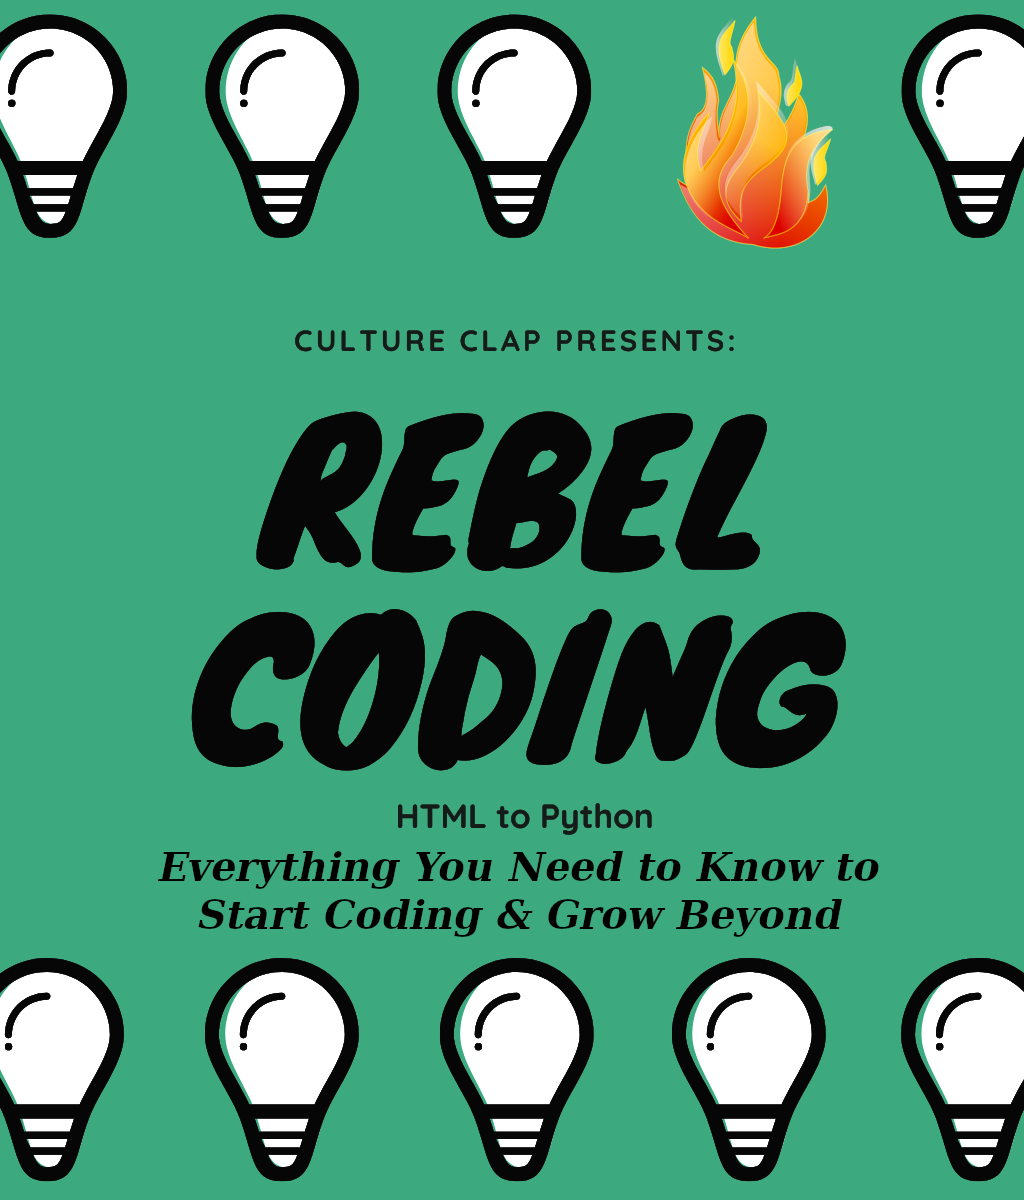 CULTURE CLAP PRESENTS:
REBEL
CODING
HTML to Python
Everything You Need to Know to
Start Coding & Grow Beyond